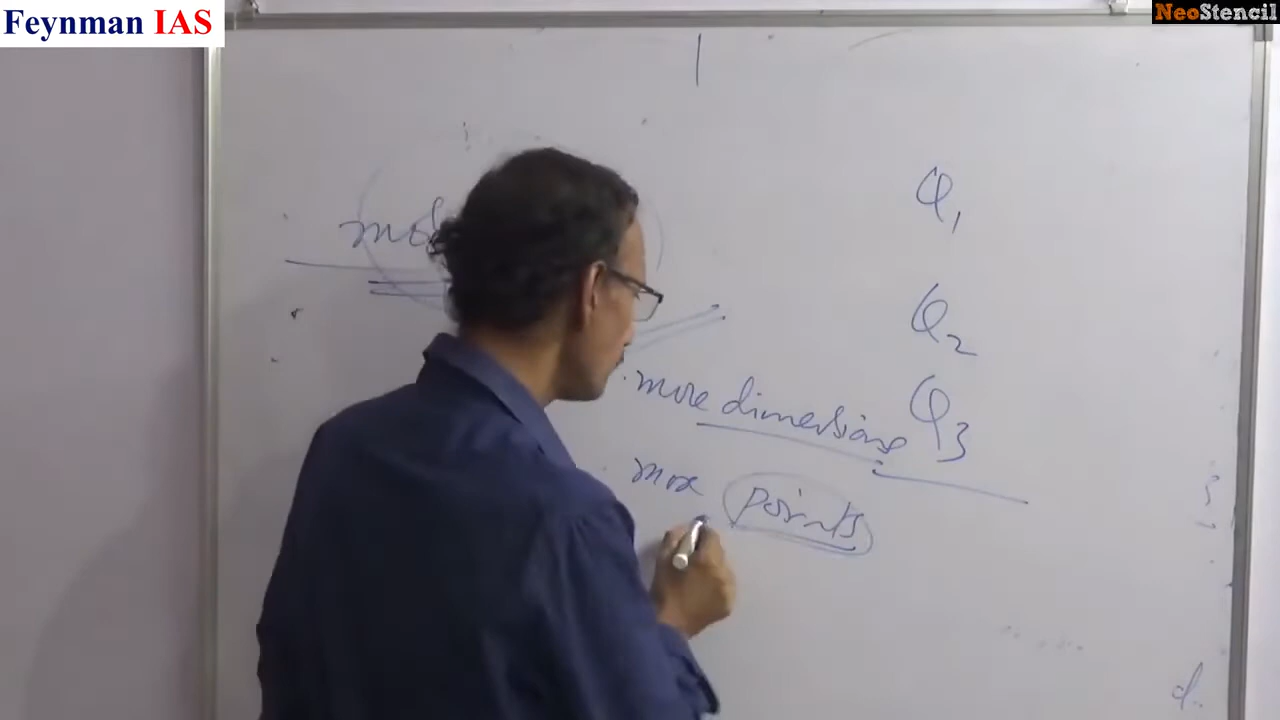 Feynman IAS
NeoStencil
Q1
Q2
more dimensions
Q3
more points